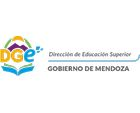 DGE
Dirección de Educación Superior
GOBIERNO DE MENDOZA